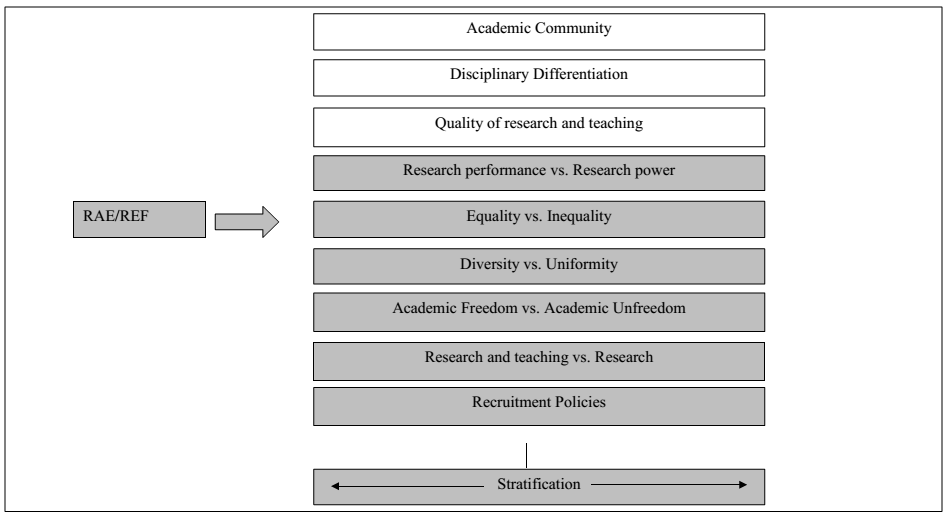 Academic Community
Disciplinary Differentiation
Quality of research and teaching
Research performance vs. Research power
RAE/REF
Equality vs. Inequality
Diversity vs. Uniformity
Academic Freedom vs. Academic Unfreedom
Research and teaching vs. Research
Recruitment Policies
Stratification